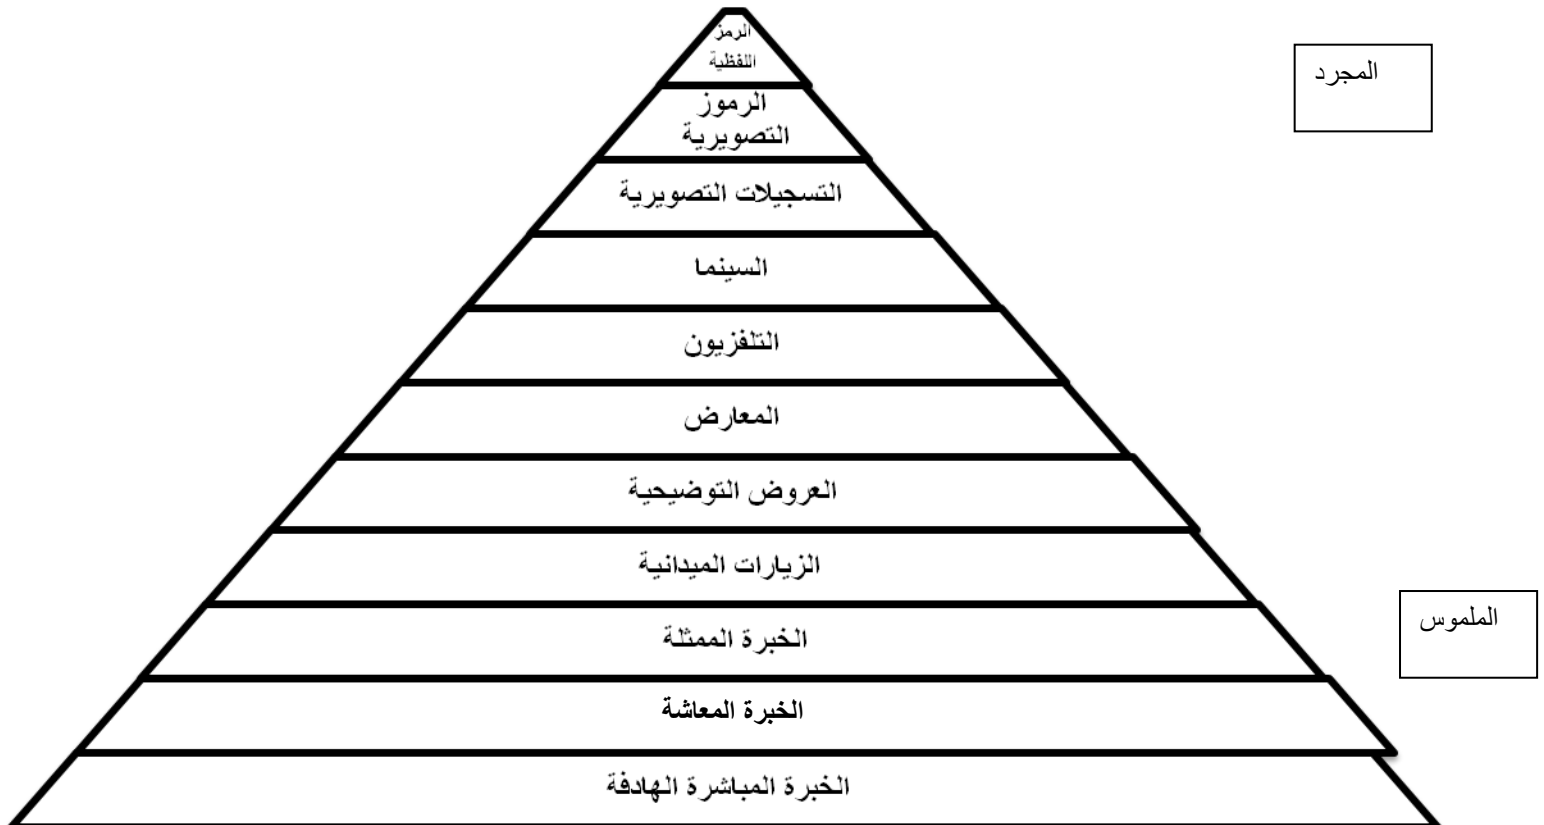 الرمز
اللفظية
المجرد
الرموز
التصويرية
التسجيلات التصويرية
السينما
التلفزيون
المعارض
العروض التوضيحية
الزيارات الميدانية
الملموس
الخبرة الممثلة
الخبرة المعاشة
الخبرة المباشرة الهادفة